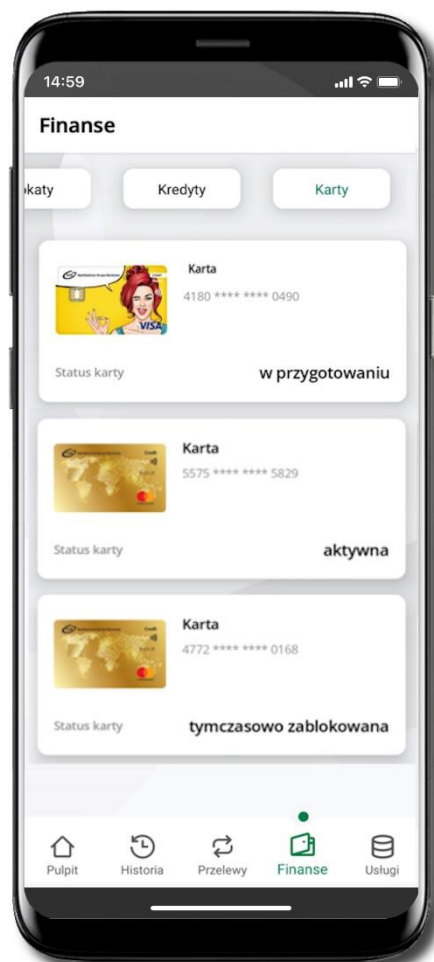 14:59
Finanse
katy
Kredyty
Karty
Karta
4180 **** **** 0490
VISA
Status karty
w przygotowaniu
Karta
5575 **** **** 5829
Status karty
aktywna
Karta
4772 **** **** 0168
Status karty
tymczasowo zablokowana
Pulpit
Historia
Przelewy
Finanse
Usługi